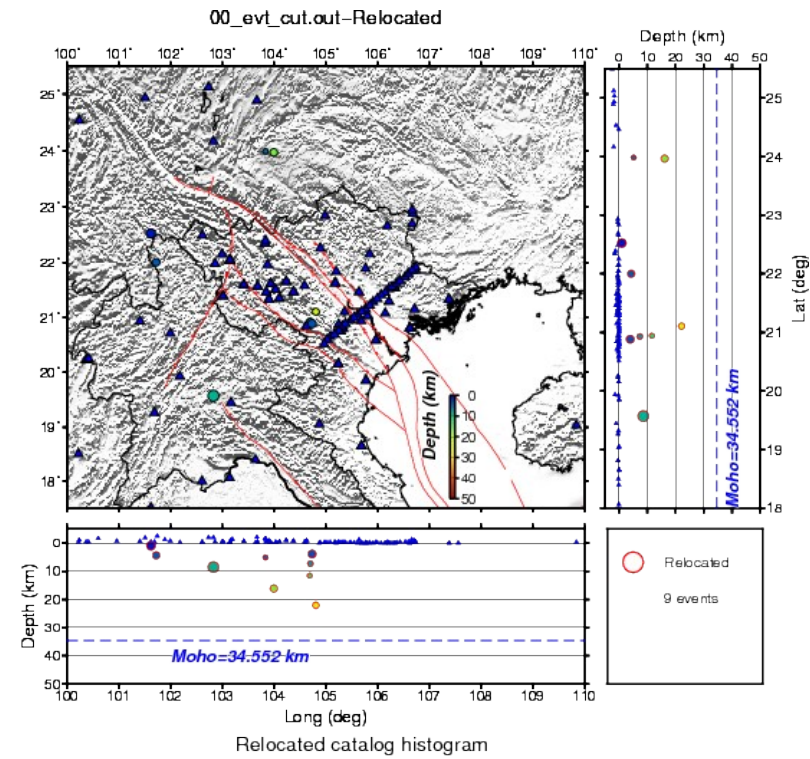 00_evt_cut.out-Relocated
Depth (km)
100° 101° 102° 103° 104° 105° 106° 107° 108° 109° 110°
0 10 20 30 40 50
25°
24°
23°
22°
21°
20°
19°
18°
Depth (km)
0
10
20
30
40
50
25
24
23
22
21
20
19
18
Lat (deg)
Moho=34.552 km
0
10
20
30
40
50
Depth (km)
Moho=34.552 km
100 101 102 103 104 105 106 107 108 109 110
Long (deg)
Relocated
9 events
Relocated catalog histogram